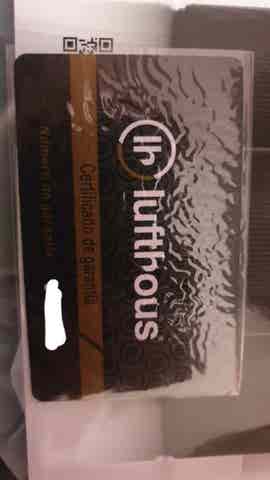 lh lufthous
Certificado de garantía
Número de garantía